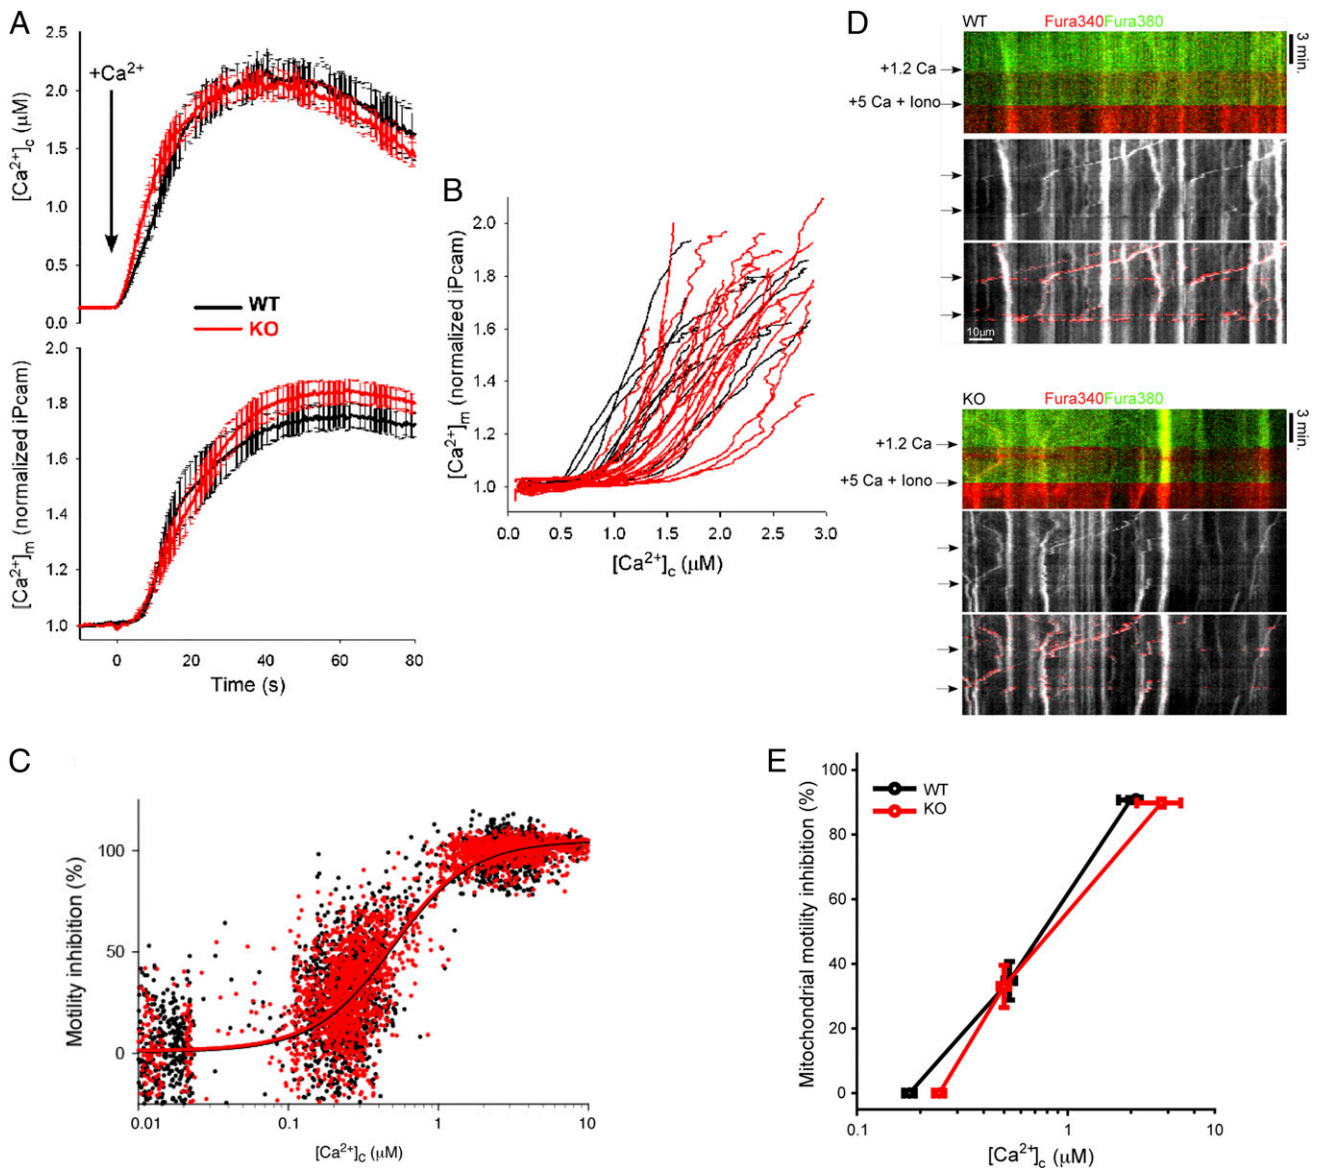 A
2.5
2.0
1.5
1.0
0.5
0.0
[Ca²⁺]c (µM)
+Ca²⁺
WT
KO
2.0
1.8
1.6
1.4
1.2
1.0
[Ca²⁺]m (normalized iPcam)
0 20 40 60 80
Time (s)
B
2.0
1.8
1.6
1.4
1.2
1.0
[Ca²⁺]m (normalized iPcam)
0.0 0.5 1.0 1.5 2.0 2.5 3.0
[Ca²⁺]c (µM)
C
100
50
0
Motility inhibition (%)
0.01 0.1 1 10
[Ca²⁺]c (µM)
D
WT Fura340Fura380
3 min.
+1.2 Ca
+5 Ca + Iono
10µm
KO Fura340Fura380
3 min.
+1.2 Ca
+5 Ca + Iono
E
100
80
60
40
20
0
Mitochondrial motility inhibition (%)
WT
KO
0.1 1 10
[Ca²⁺]c (µM)